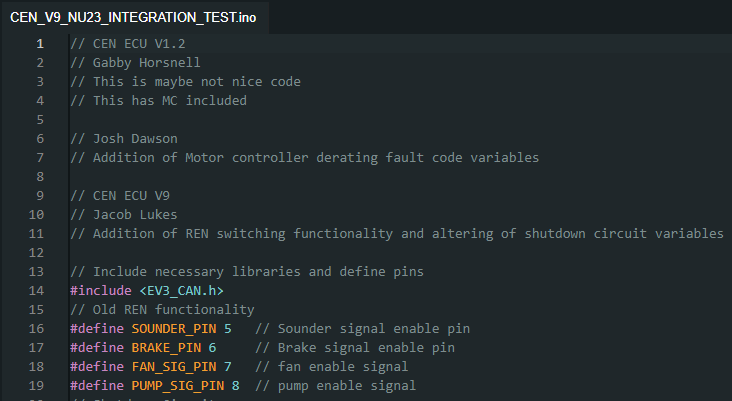 CEN_V9_NU23_INTEGRATION_TEST.ino
1 // CEN ECU V1.2
2 // Gabby Horsnell
3 // This is maybe not nice code
4 // This has MC included
5
6 // Josh Dawson
7 // Addition of Motor controller derating fault code variables
8
9 // CEN ECU V9
10 // Jacob Lukes
11 // Addition of REN switching functionality and altering of shutdown circuit variables
12
13 // Include necessary libraries and define pins
14 #include <EV3_CAN.h>
15 // Old REN functionality
16 #define SOUNDER_PIN 5 // Sounder signal enable pin
17 #define BRAKE_PIN 6 // Brake signal enable pin
18 #define FAN_SIG_PIN 7 // fan enable signal
19 #define PUMP_SIG_PIN 8 // pump enable signal